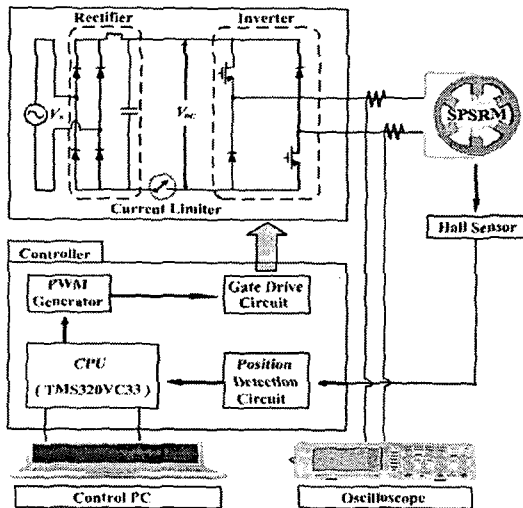 Rectifier
Inverter
Vs
VDC
SPSRM
Current Limiter
Hall Sensor
Controller
PWM
Generator
Gate Drive
Circuit
CPU
( TMS320VC33 )
Position
Detection
Circuit
Control PC
Oscilloscope